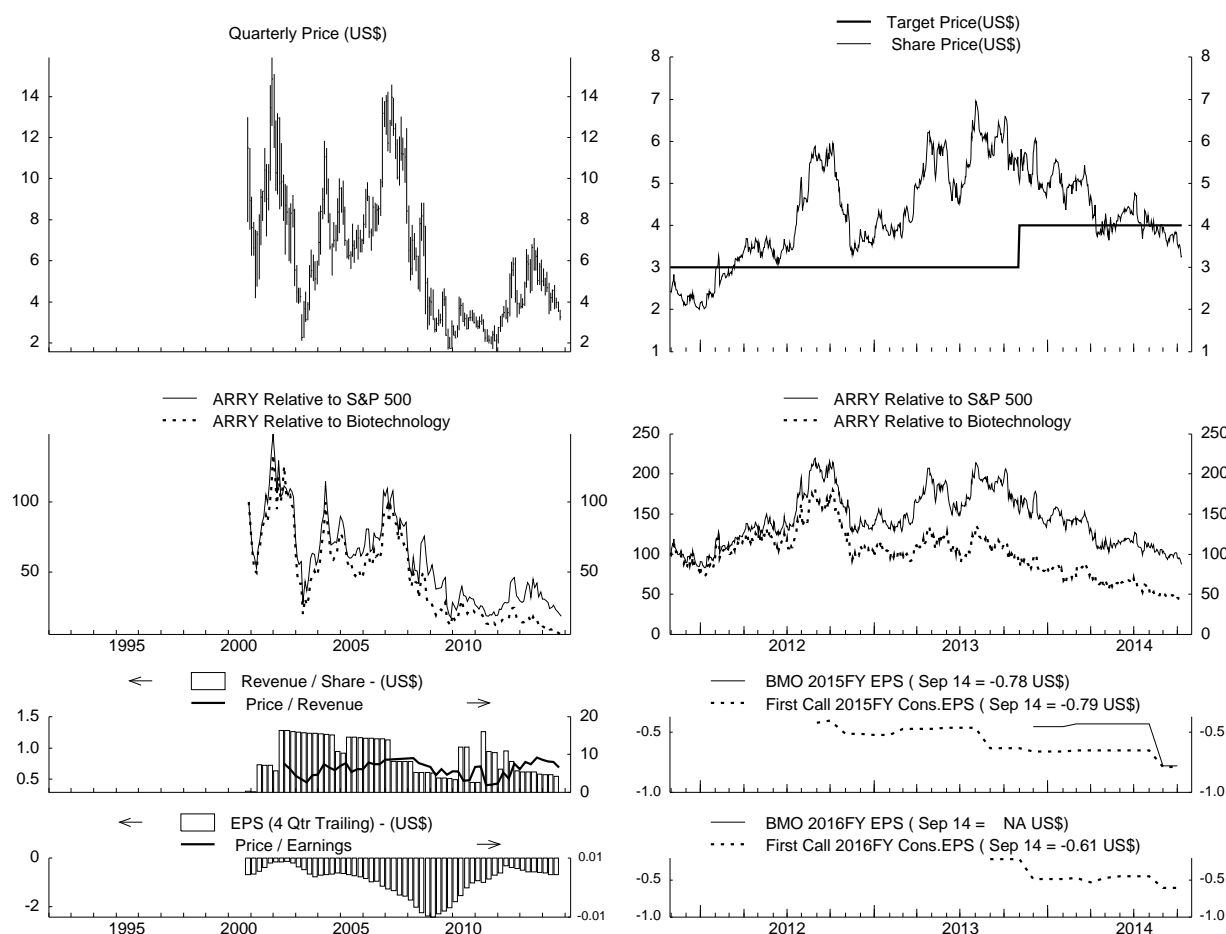 Quarterly Price (US$)
14 14
12 12
10 10
8 8
6 6
4 4
2 2
Target Price(US$)
Share Price(US$)
8 8
7 7
6 6
5 5
4 4
3 3
2 2
1 1
ARRY Relative to S&P 500
ARRY Relative to Biotechnology
100 100
50 50
1995 2000 2005 2010
ARRY Relative to S&P 500
ARRY Relative to Biotechnology
250 250
200 200
150 150
100 100
50 50
0 0
2012 2013 2014
Revenue / Share - (US$)
Price / Revenue
1.5 20
1.0 10
0.5 0
BMO 2015FY EPS ( Sep 14 = -0.78 US$)
First Call 2015FY Cons.EPS ( Sep 14 = -0.79 US$)
-0.5 -0.5
-1.0 -1.0
EPS (4 Qtr Trailing) - (US$)
Price / Earnings
0 0.01
-2 -0.01
1995 2000 2005 2010
BMO 2016FY EPS ( Sep 14 = NA US$)
First Call 2016FY Cons.EPS ( Sep 14 = -0.61 US$)
-0.5 -0.5
-1.0 -1.0
2012 2013 2014